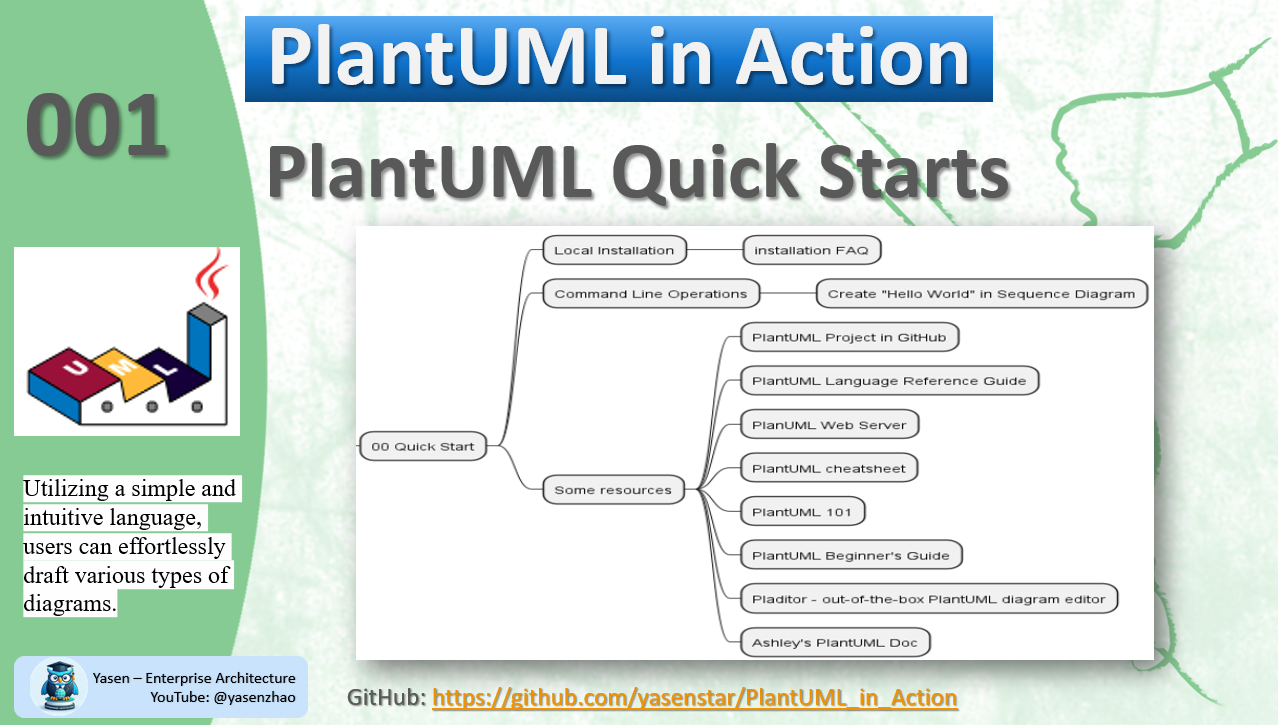 PlantUML in Action
001
PlantUML Quick Starts
Local Installation
installation FAQ
Command Line Operations
Create "Hello World" in Sequence Diagram
PlantUML Project in GitHub
PlantUML Language Reference Guide
PlanUML Web Server
00 Quick Start
PlantUML cheatsheet
Some resources
PlantUML 101
PlantUML Beginner's Guide
Pladitor - out-of-the-box PlantUML diagram editor
Ashley's PlantUML Doc
UML
Utilizing a simple and
intuitive language,
users can effortlessly
draft various types of
diagrams.
Yasen – Enterprise Architecture
YouTube: @yasenzhao
GitHub: https://github.com/yasenstar/PlantUML_in_Action